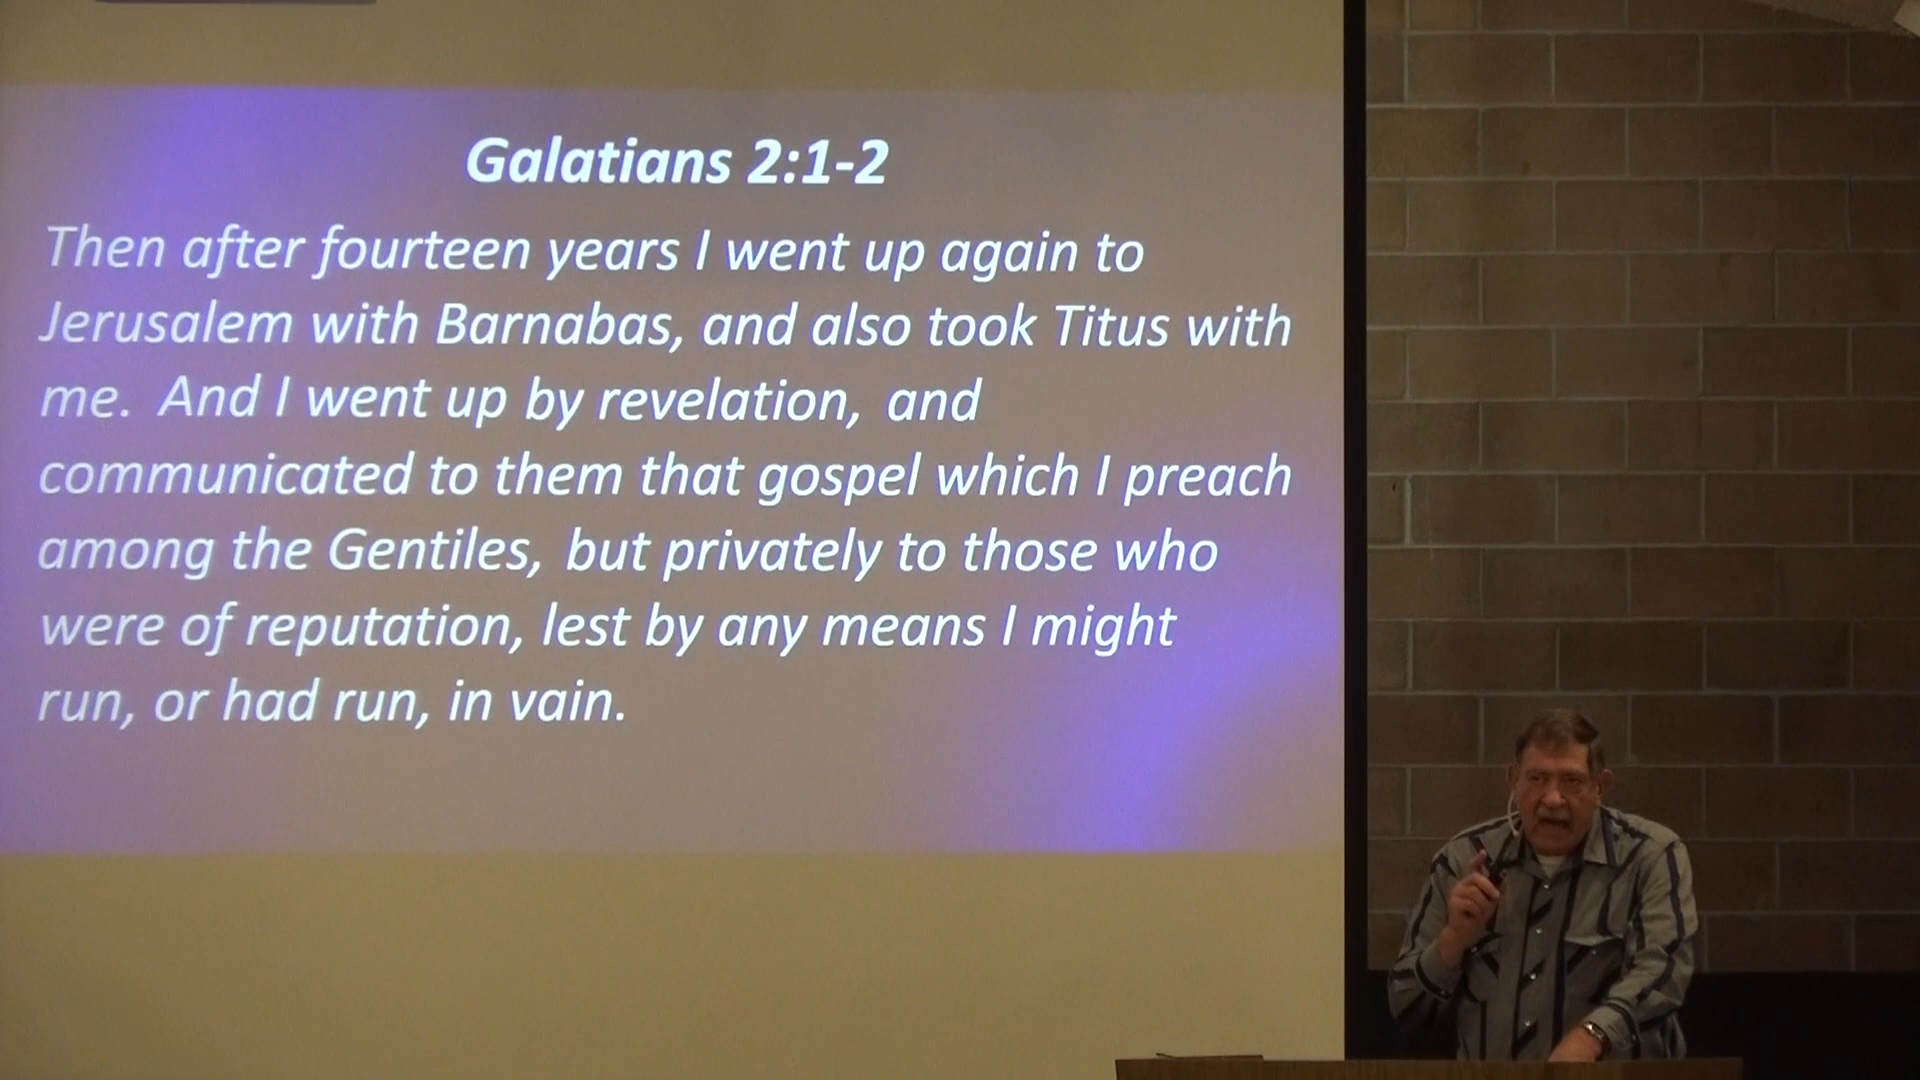 Galatians 2:1-2
Then after fourteen years I went up again to
Jerusalem with Barnabas, and also took Titus with
me. And I went up by revelation, and
communicated to them that gospel which I preach
among the Gentiles, but privately to those who
were of reputation, lest by any means I might
run, or had run, in vain.